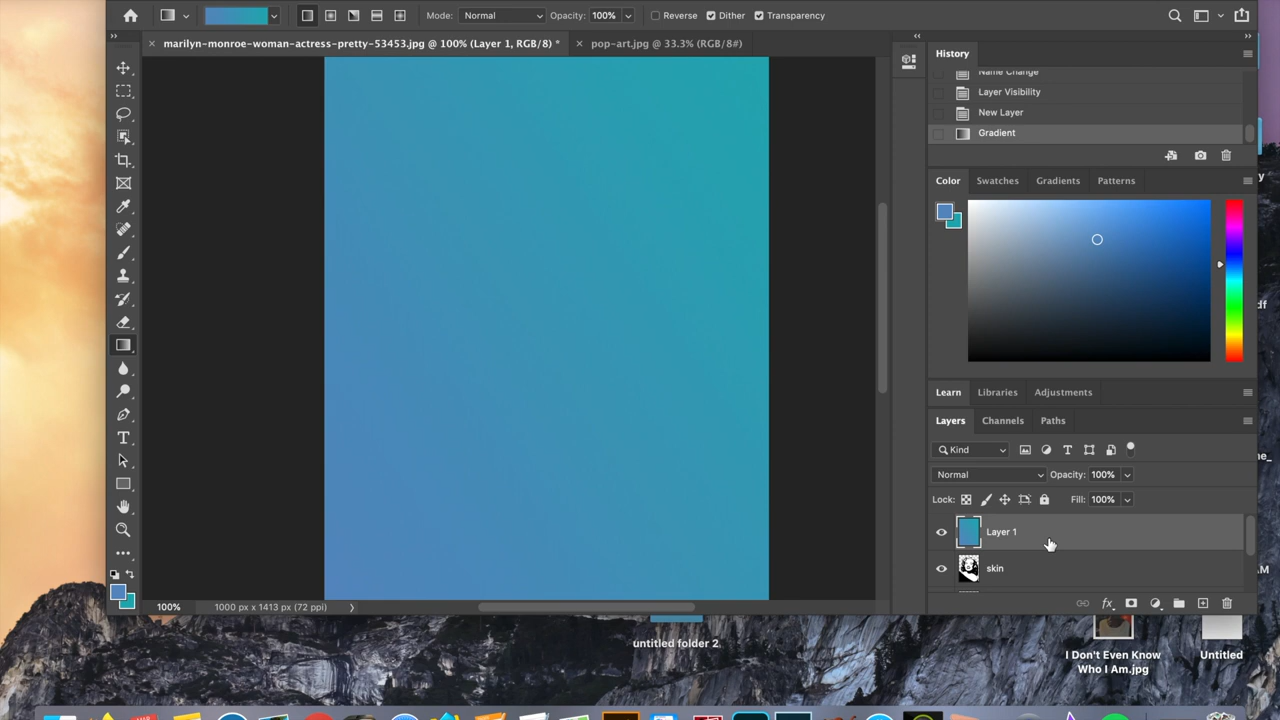 Mode: Normal Opacity: 100% Reverse Dither Transparency
marilyn-monroe-woman-actress-pretty-53453.jpg @ 100% (Layer 1, RGB/8) *
pop-art.jpg @ 33.3% (RGB/8#)
History
Name Change
Layer Visibility
New Layer
Gradient
Color Swatches Gradients Patterns
Learn Libraries Adjustments
Layers Channels Paths
Kind
Normal Opacity: 100%
Lock: Fill: 100%
Layer 1
skin
100% 1000 px x 1413 px (72 ppi)
untitled folder 2
I Don't Even Know
Who I Am.jpg
Untitled